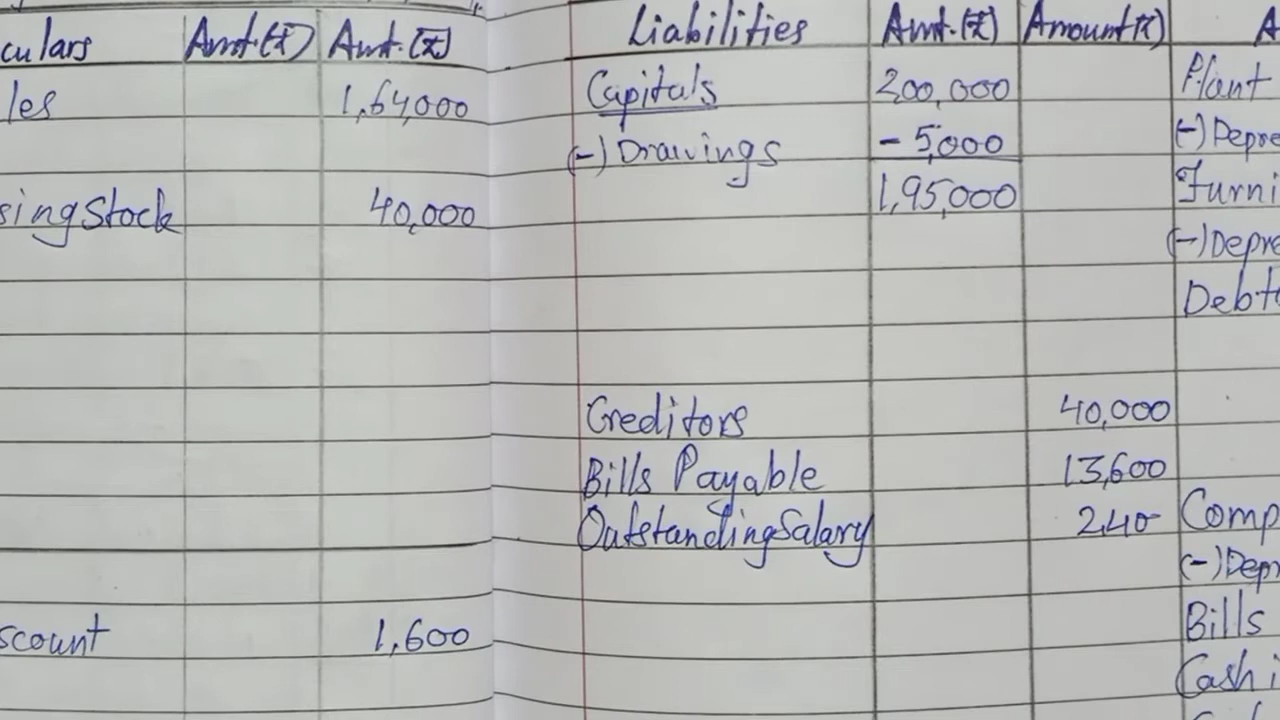 culars Amt.(₹) Amt.(₹)
les 1,64,000
singStock 40,000
scount 1,600
Liabilities Amt.(₹) Amount(₹) A
Capitals 200,000 Plant
(-) Drawings - 5,000 (-) Depre
1,95,000 Furni
(-) Depre
Debt
Creditors 40,000
Bills Payable 13,600
OutstandingSalary 2,40 Comp
(-) Depr
Bills
Cash i